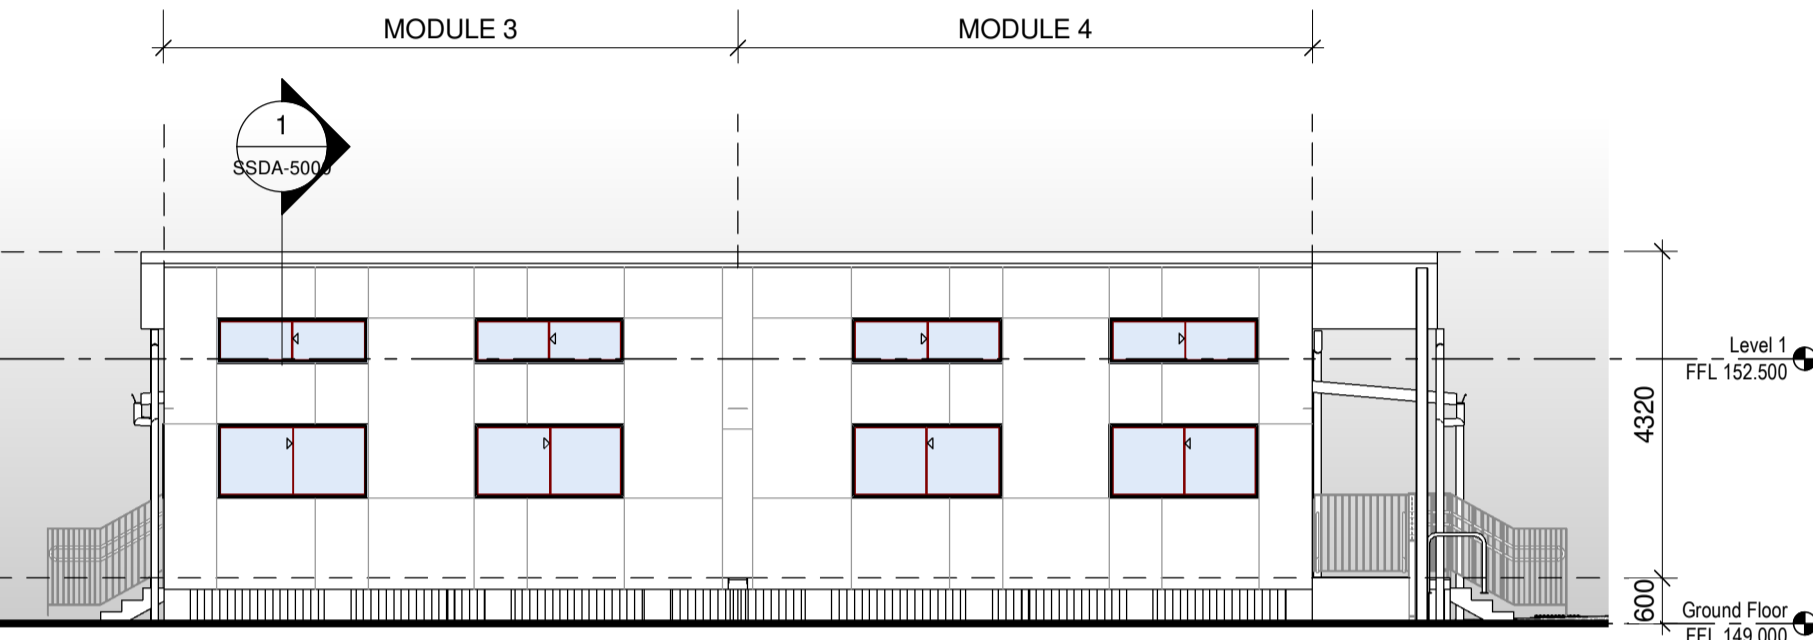 MODULE 3
MODULE 4
1
SSDA-5000
Level 1
FFL 152.500
4320
600
Ground Floor
FFL 149.000